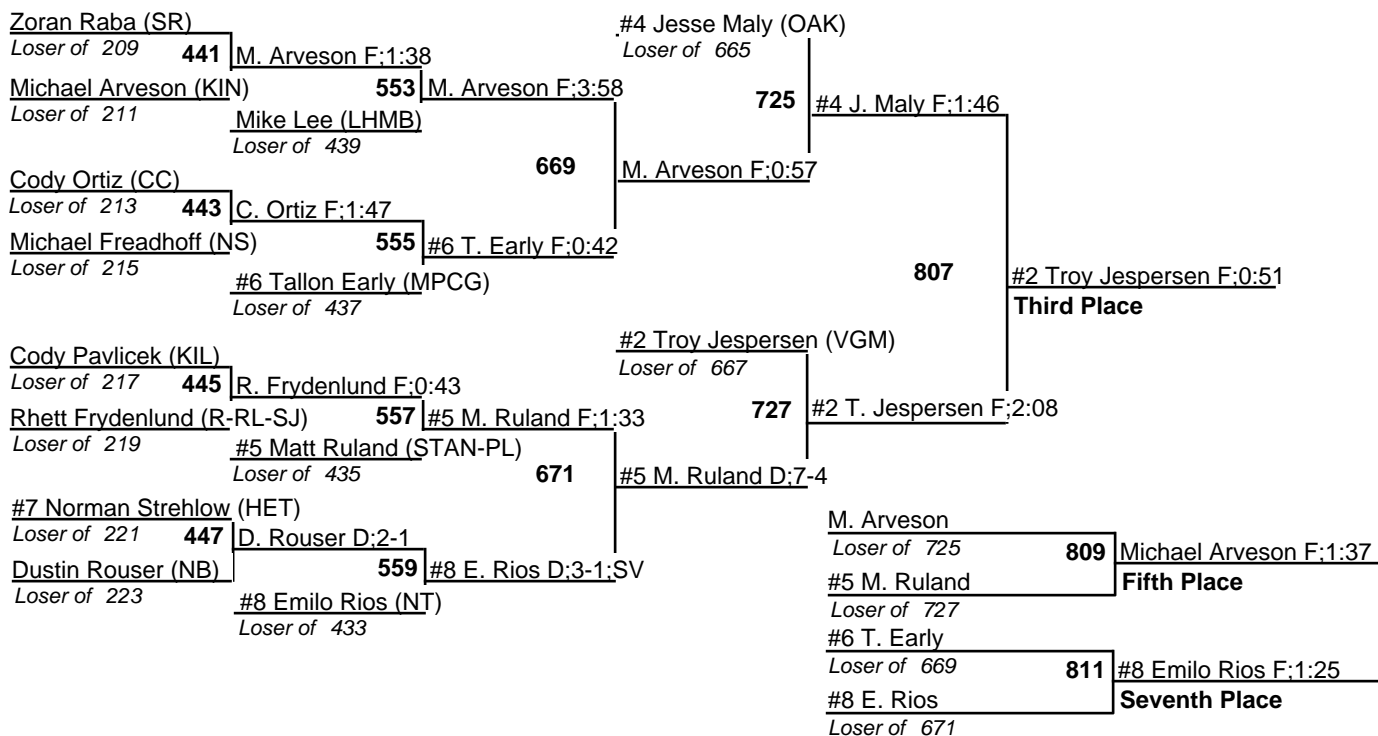 Zoran Raba (SR)
Loser of 209
441
M. Arveson F;1:38
Michael Arveson (KIN)
Loser of 211
553
M. Arveson F;3:58
Mike Lee (LHMB)
Loser of 439
669
M. Arveson F;0:57
Cody Ortiz (CC)
Loser of 213
443
C. Ortiz F;1:47
Michael Freadhoff (NS)
Loser of 215
555
#6 T. Early F;0:42
#6 Tallon Early (MPCG)
Loser of 437
Cody Pavlicek (KIL)
Loser of 217
445
R. Frydenlund F;0:43
Rhett Frydenlund (R-RL-SJ)
Loser of 219
557
#5 M. Ruland F;1:33
#5 Matt Ruland (STAN-PL)
Loser of 435
671
#5 M. Ruland D;7-4
#7 Norman Strehlow (HET)
Loser of 221
447
D. Rouser D;2-1
Dustin Rouser (NB)
Loser of 223
559
#8 E. Rios D;3-1;SV
#8 Emilo Rios (NT)
Loser of 433
#4 Jesse Maly (OAK)
Loser of 665
725
#4 J. Maly F;1:46
807
#2 Troy Jespersen F;0:51
Third Place
#2 Troy Jespersen (VGM)
Loser of 667
727
#2 T. Jespersen F;2:08
M. Arveson
Loser of 725
809
Michael Arveson F;1:37
Fifth Place
#5 M. Ruland
Loser of 727
#6 T. Early
Loser of 669
811
#8 Emilo Rios F;1:25
Seventh Place
#8 E. Rios
Loser of 671